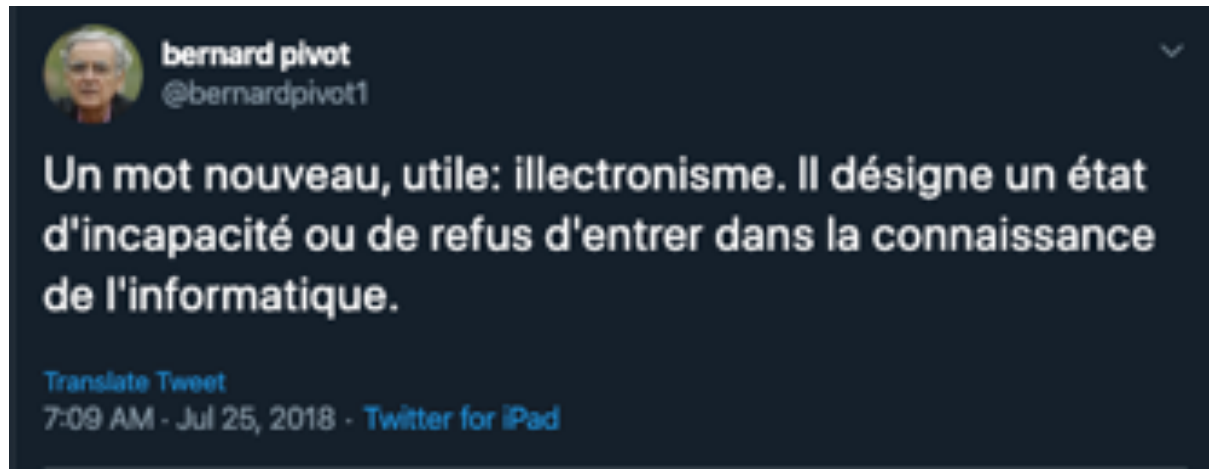 bernard pivot
@bernardpivot1
Un mot nouveau, utile: illectronisme. Il désigne un état
d'incapacité ou de refus d'entrer dans la connaissance
de l'informatique.
Translate Tweet
7:09 AM · Jul 25, 2018 · Twitter for iPad